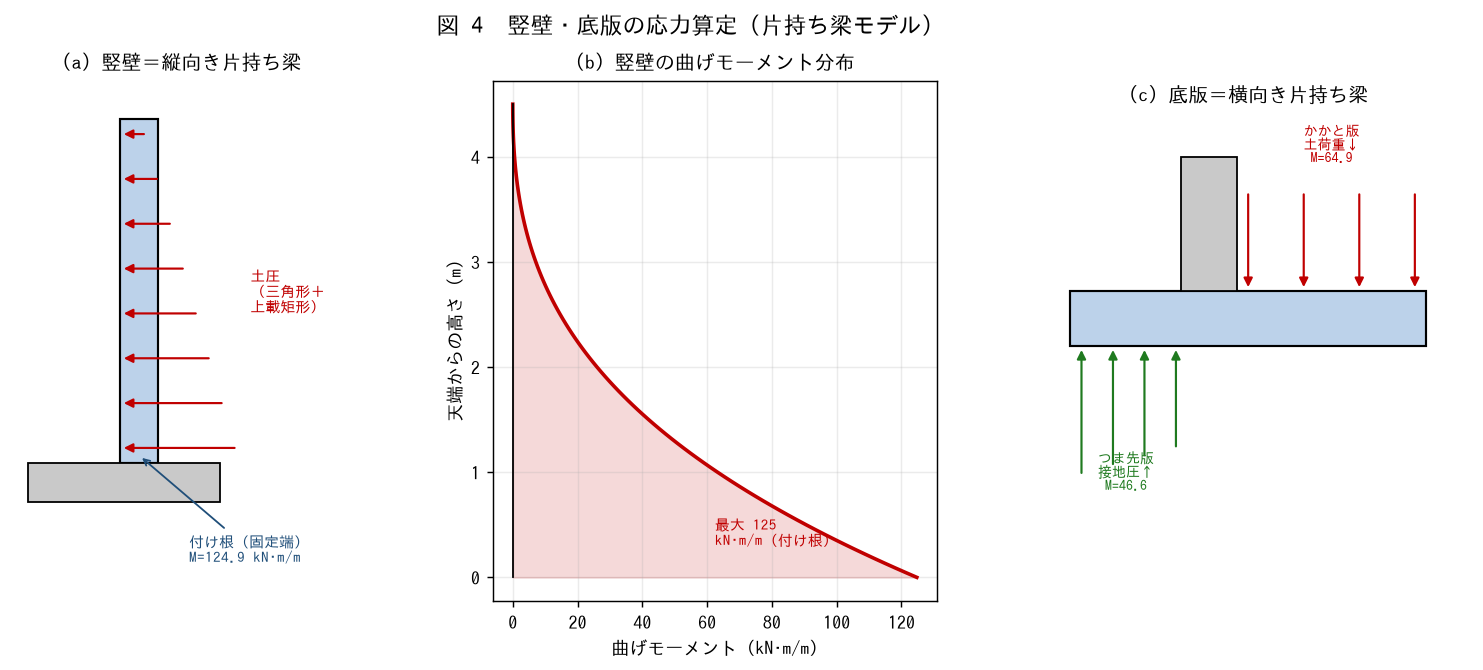 図 4　竪壁・底版の応力算定（片持ち梁モデル）
(a) 竪壁＝縦向き片持ち梁
土圧
（三角形＋
上載矩形）
付け根（固定端）
M=124.9 kN·m/m
(b) 竪壁の曲げモーメント分布
天端からの高さ (m)
4
3
2
1
0
最大 125
kN·m/m（付け根）
0 20 40 60 80 100 120
曲げモーメント (kN·m/m)
(c) 底版＝横向き片持ち梁
かかと版
土荷重↓
M=64.9
つま先版
接地圧↑
M=46.6